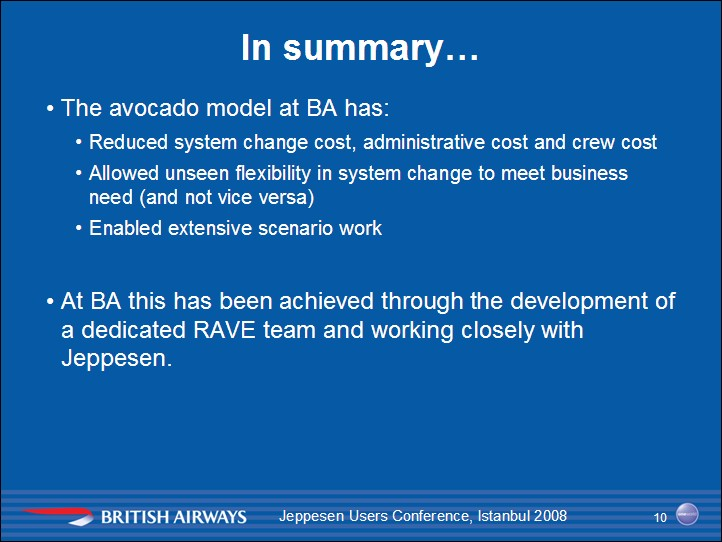 In summary…
• The avocado model at BA has:
• Reduced system change cost, administrative cost and crew cost
• Allowed unseen flexibility in system change to meet business
need (and not vice versa)
• Enabled extensive scenario work
• At BA this has been achieved through the development of
a dedicated RAVE team and working closely with
Jeppesen.
BRITISH AIRWAYS
Jeppesen Users Conference, Istanbul 2008
10